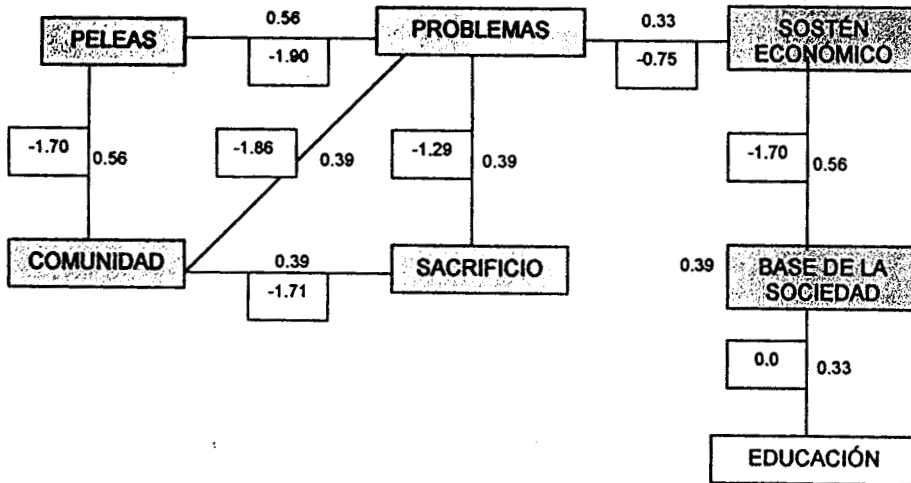 0.56
0.33
PELEAS
PROBLEMAS
SOSTÉN
ECONÓMICO
-1.90
-0.75
-1.70
0.56
-1.86
0.39
-1.29
0.39
-1.70
0.56
COMUNIDAD
0.39
SACRIFICIO
0.39
BASE DE LA
SOCIEDAD
-1.71
0.0
0.33
EDUCACIÓN